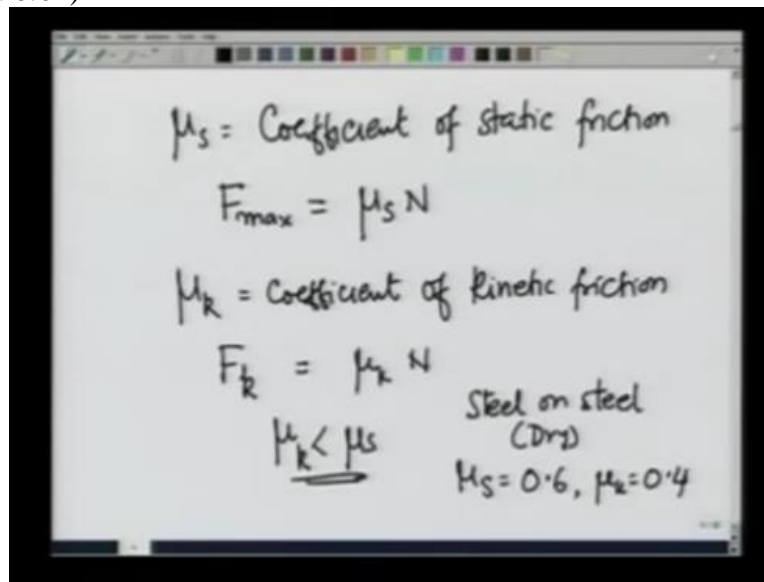 μs = Coefficient of static friction
Fmax = μs N
μk = Coefficient of kinetic friction
Fk = μk N
μk < μs
Steel on steel
(Dry)
μs = 0.6, μk = 0.4